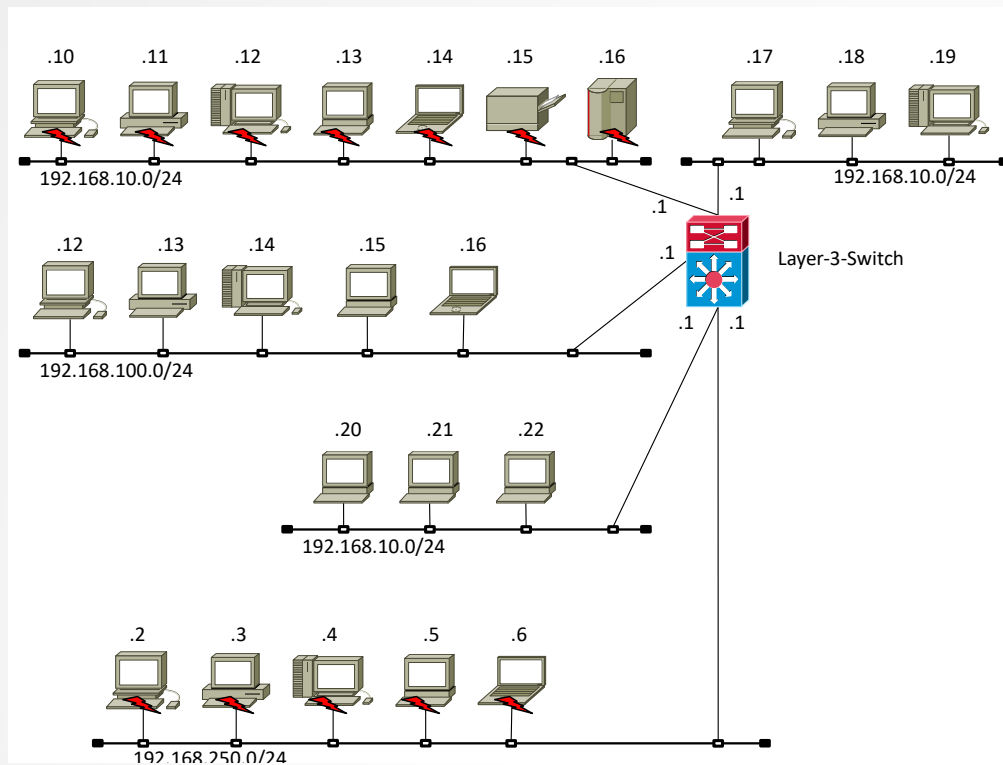 .10 .11 .12 .13 .14 .15 .16 .17 .18 .19
192.168.10.0/24 192.168.10.0/24
.1 .1
.12 .13 .14 .15 .16 .1
Layer-3-Switch
.1 .1
192.168.100.0/24
.20 .21 .22
192.168.10.0/24
.2 .3 .4 .5 .6
192.168.250.0/24